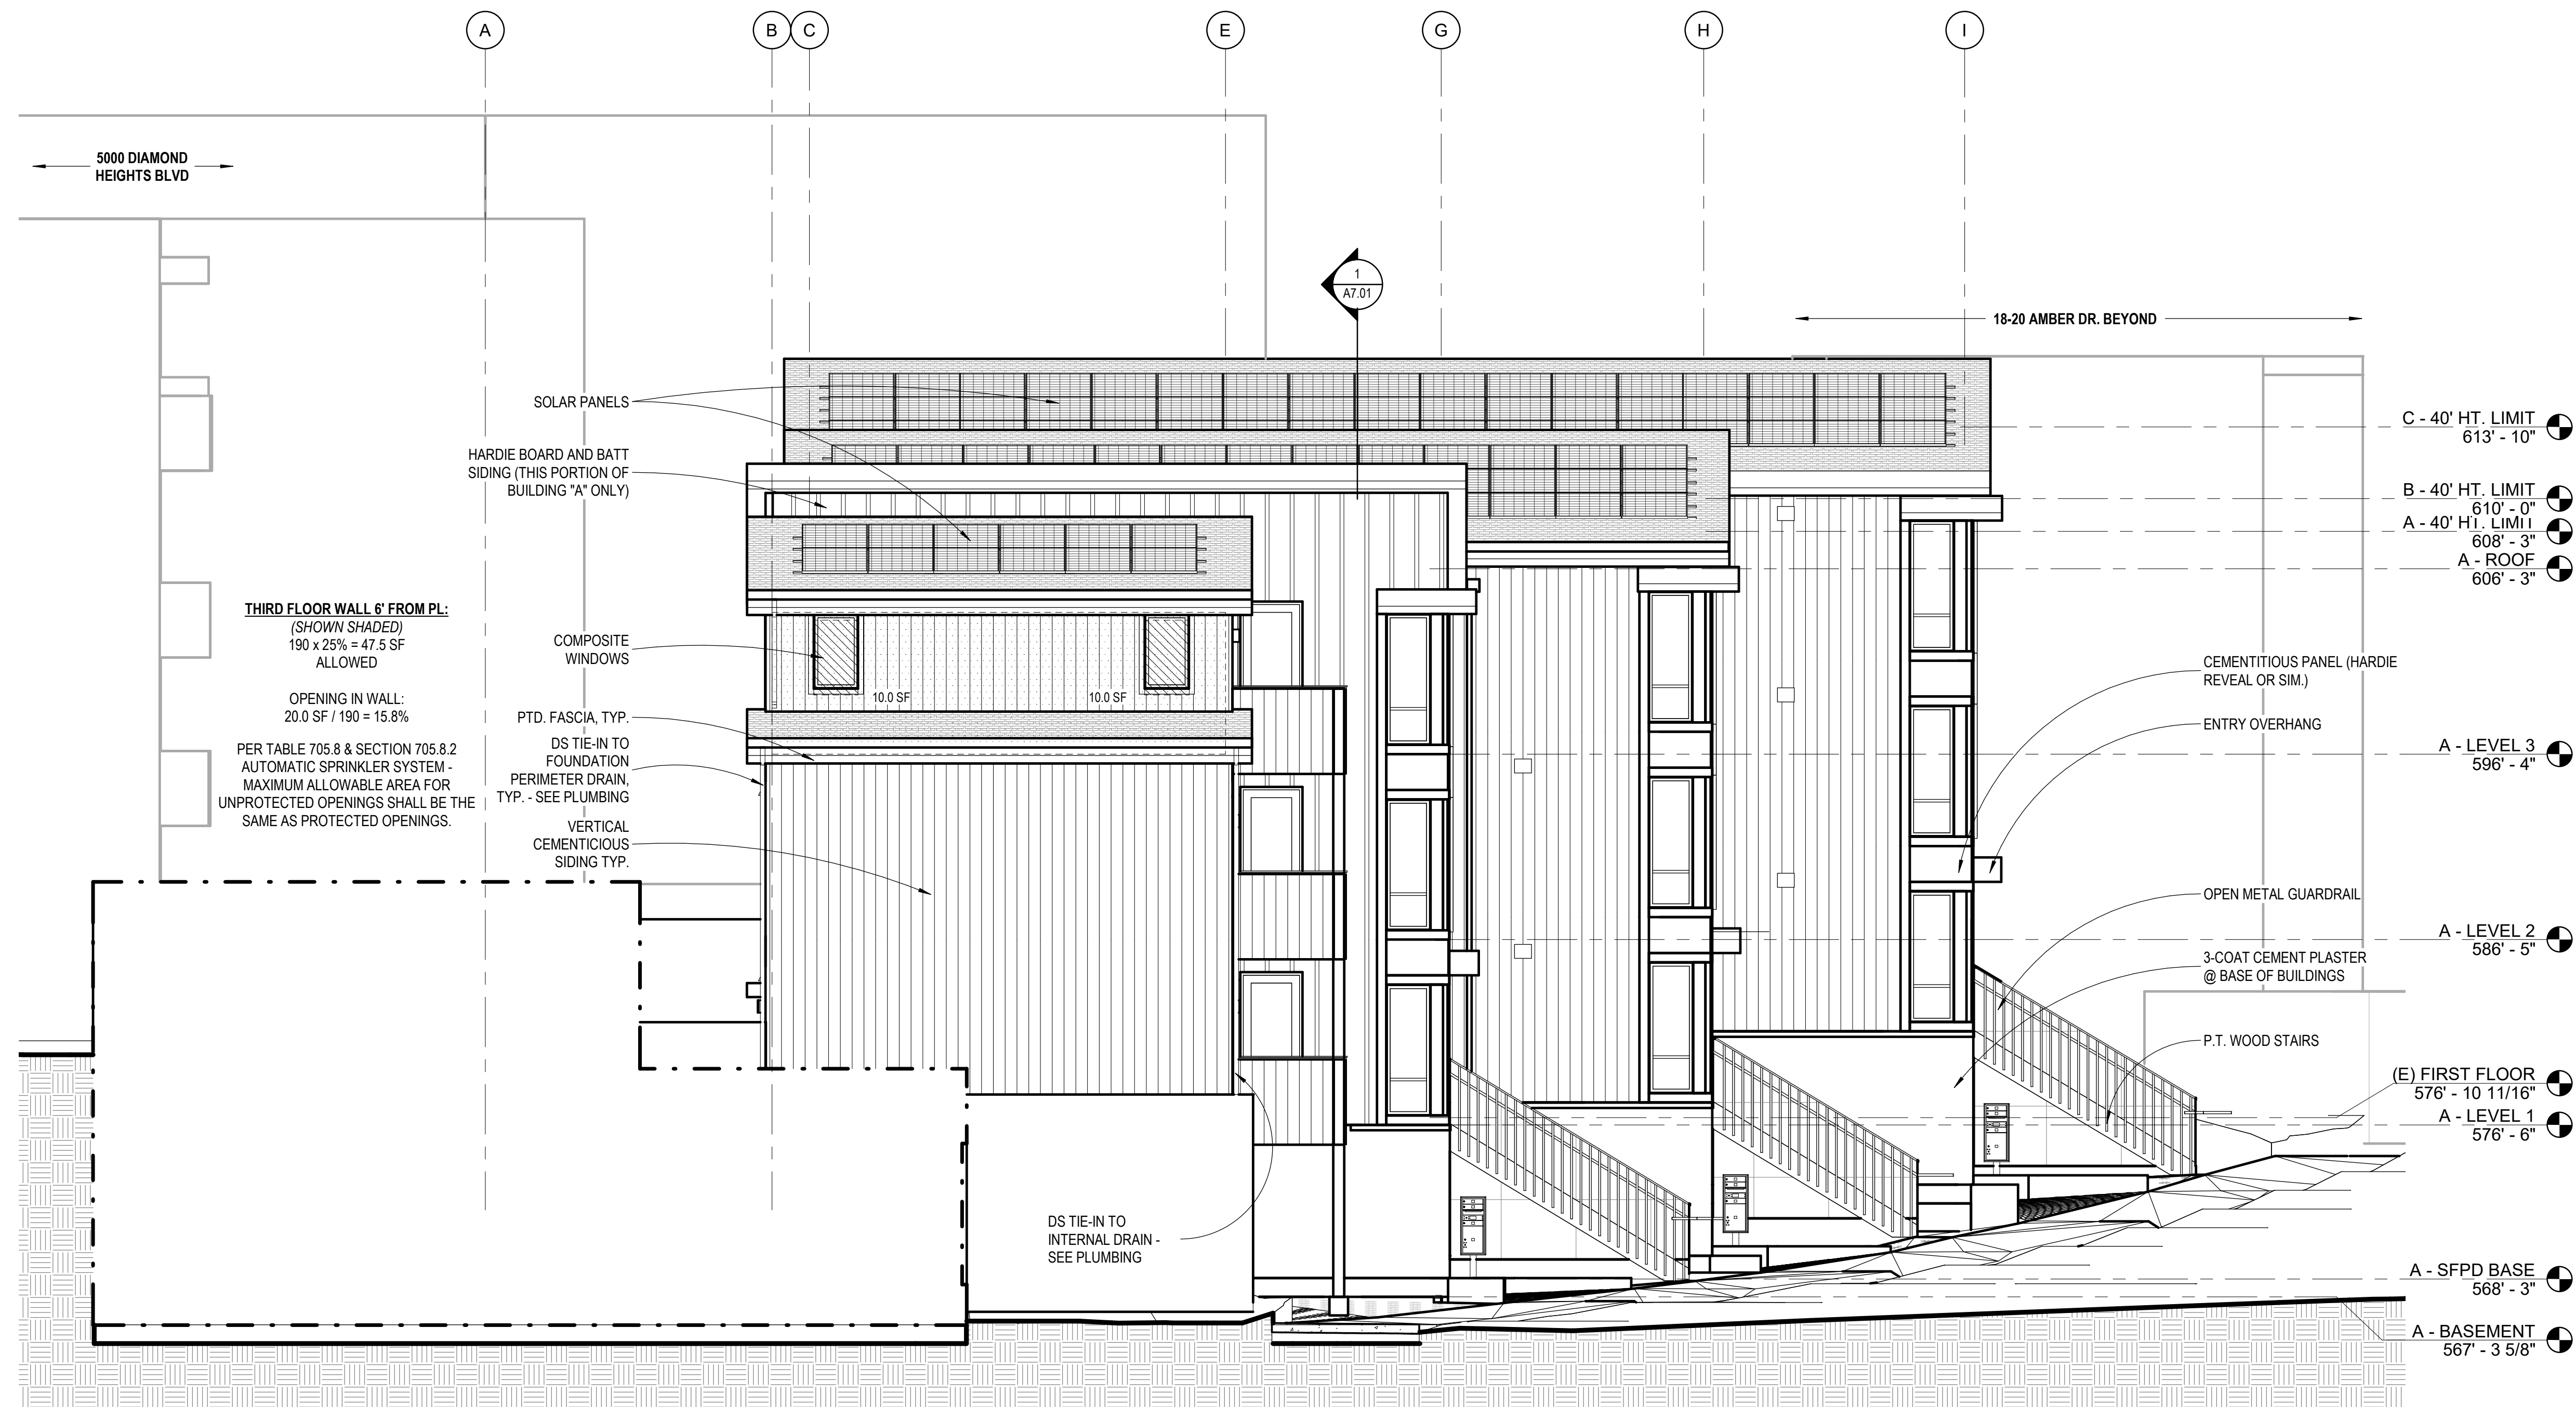 A
B
C
E
G
H
I
5000 DIAMOND
HEIGHTS BLVD
1
A7.01
18-20 AMBER DR. BEYOND
SOLAR PANELS
HARDIE BOARD AND BATT
SIDING (THIS PORTION OF
BUILDING "A" ONLY)
THIRD FLOOR WALL 6' FROM PL:
(SHOWN SHADED)
190 x 25% = 47.5 SF
ALLOWED
OPENING IN WALL:
20.0 SF / 190 = 15.8%
PER TABLE 705.8 & SECTION 705.8.2
AUTOMATIC SPRINKLER SYSTEM -
MAXIMUM ALLOWABLE AREA FOR
UNPROTECTED OPENINGS SHALL BE THE
SAME AS PROTECTED OPENINGS.
COMPOSITE
WINDOWS
10.0 SF
10.0 SF
PTD. FASCIA, TYP.
DS TIE-IN TO
FOUNDATION
PERIMETER DRAIN,
TYP. - SEE PLUMBING
VERTICAL
CEMENTICIOUS
SIDING TYP.
DS TIE-IN TO
INTERNAL DRAIN -
SEE PLUMBING
CEMENTITIOUS PANEL (HARDIE
REVEAL OR SIM.)
ENTRY OVERHANG
OPEN METAL GUARDRAIL
3-COAT CEMENT PLASTER
@ BASE OF BUILDINGS
P.T. WOOD STAIRS
C - 40' HT. LIMIT
613' - 10"
B - 40' HT. LIMIT
610' - 0"
A - 40' HT. LIMIT
608' - 3"
A - ROOF
606' - 3"
A - LEVEL 3
596' - 4"
A - LEVEL 2
586' - 5"
(E) FIRST FLOOR
576' - 10 11/16"
A - LEVEL 1
576' - 6"
A - SFPD BASE
568' - 3"
A - BASEMENT
567' - 3 5/8"